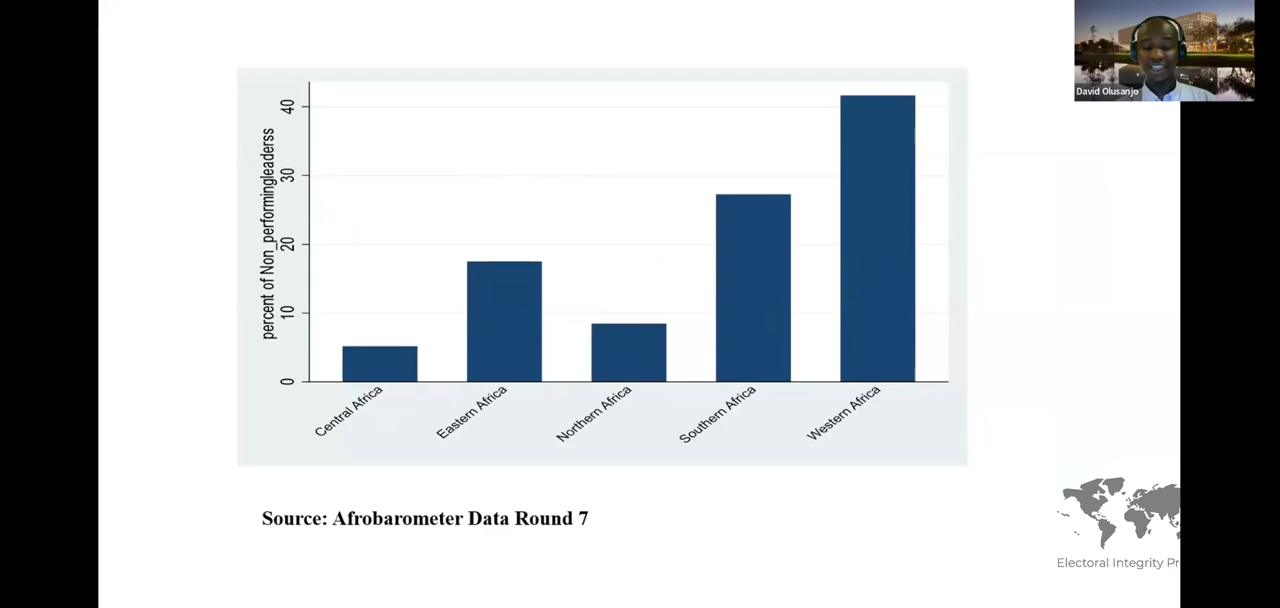 David Olusanjo
percent of Non_performingleaderss
40
30
20
10
0
Central Africa
Eastern Africa
Northern Africa
Southern Africa
Western Africa
Source: Afrobarometer Data Round 7
Electoral Integrity Pr